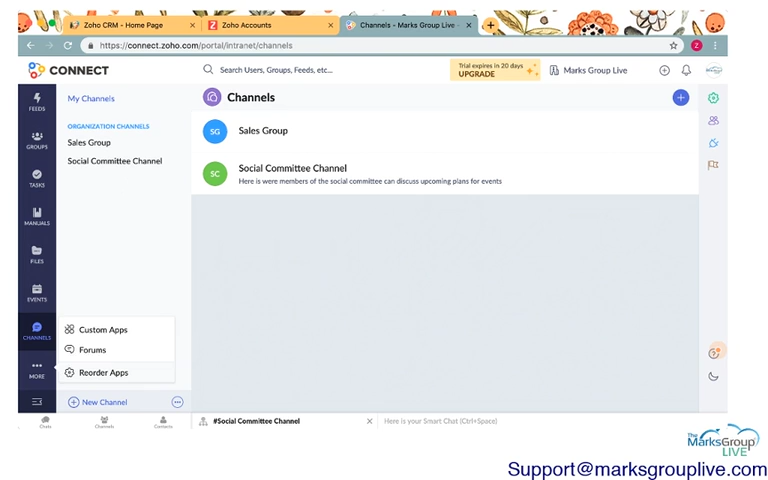 Zoho CRM - Home Page
Zoho Accounts
Channels - Marks Group Live -
https://connect.zoho.com/portal/intranet/channels
Z
CONNECT
Search Users, Groups, Feeds, etc...
Trial expires in 20 days
UPGRADE
Marks Group Live
FEEDS
GROUPS
TASKS
MANUALS
FILES
EVENTS
CHANNELS
MORE
My Channels
ORGANIZATION CHANNELS
Sales Group
Social Committee Channel
Channels
SG
Sales Group
SC
Social Committee Channel
Here is were members of the social committee can discuss upcoming plans for events
Custom Apps
Forums
Reorder Apps
New Channel
Chats
Channels
Contacts
#Social Committee Channel
Here is your Smart Chat (Ctrl+Space)
The
MarksGroup
LIVE
Support@marksgrouplive.com